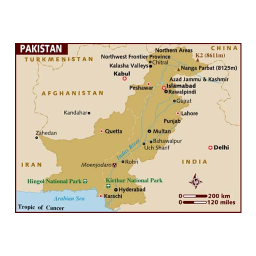 PAKISTAN
Northern Areas
CHINA
TURKMENISTAN
Northwest Frontier Province
K2 (8611m)
Kalasha Valleys
Chitral
Nanga Parbat (8125m)
Kabul
Azad Jammu & Kashmir
Islamabad
Peshawar
Rawalpindi
AFGHANISTAN
Gujrat
Kandahar
Lahore
Punjab
Zahedan
Quetta
Multan
Bahawalpur
Delhi
Uch Sharif
IRAN
Moenjodaro
Rohri
Indus River
INDIA
Hingol National Park
Kirthar National Park
Hyderabad
Arabian Sea
Karachi
0 200 km
0 120 miles
Tropic of Cancer